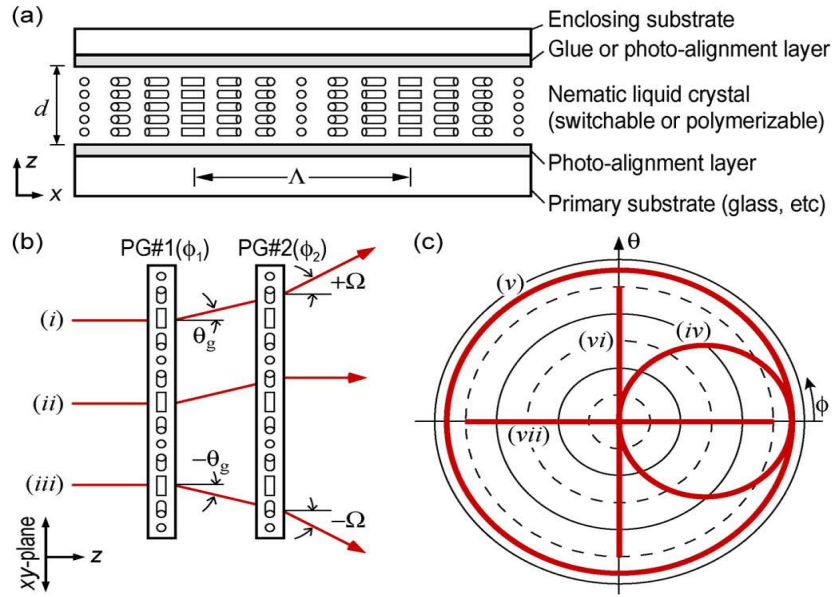 (a)
Enclosing substrate
Glue or photo-alignment layer
d
Nematic liquid crystal
(switchable or polymerizable)
z
x
Λ
Photo-alignment layer
Primary substrate (glass, etc)
(b)
PG#1(ϕ₁) PG#2(ϕ₂)
(i)
θg
+Ω
(ii)
(iii)
−θg
−Ω
xy-plane
z
(c)
θ
(v)
(vi)
(iv)
(vii)
ϕ